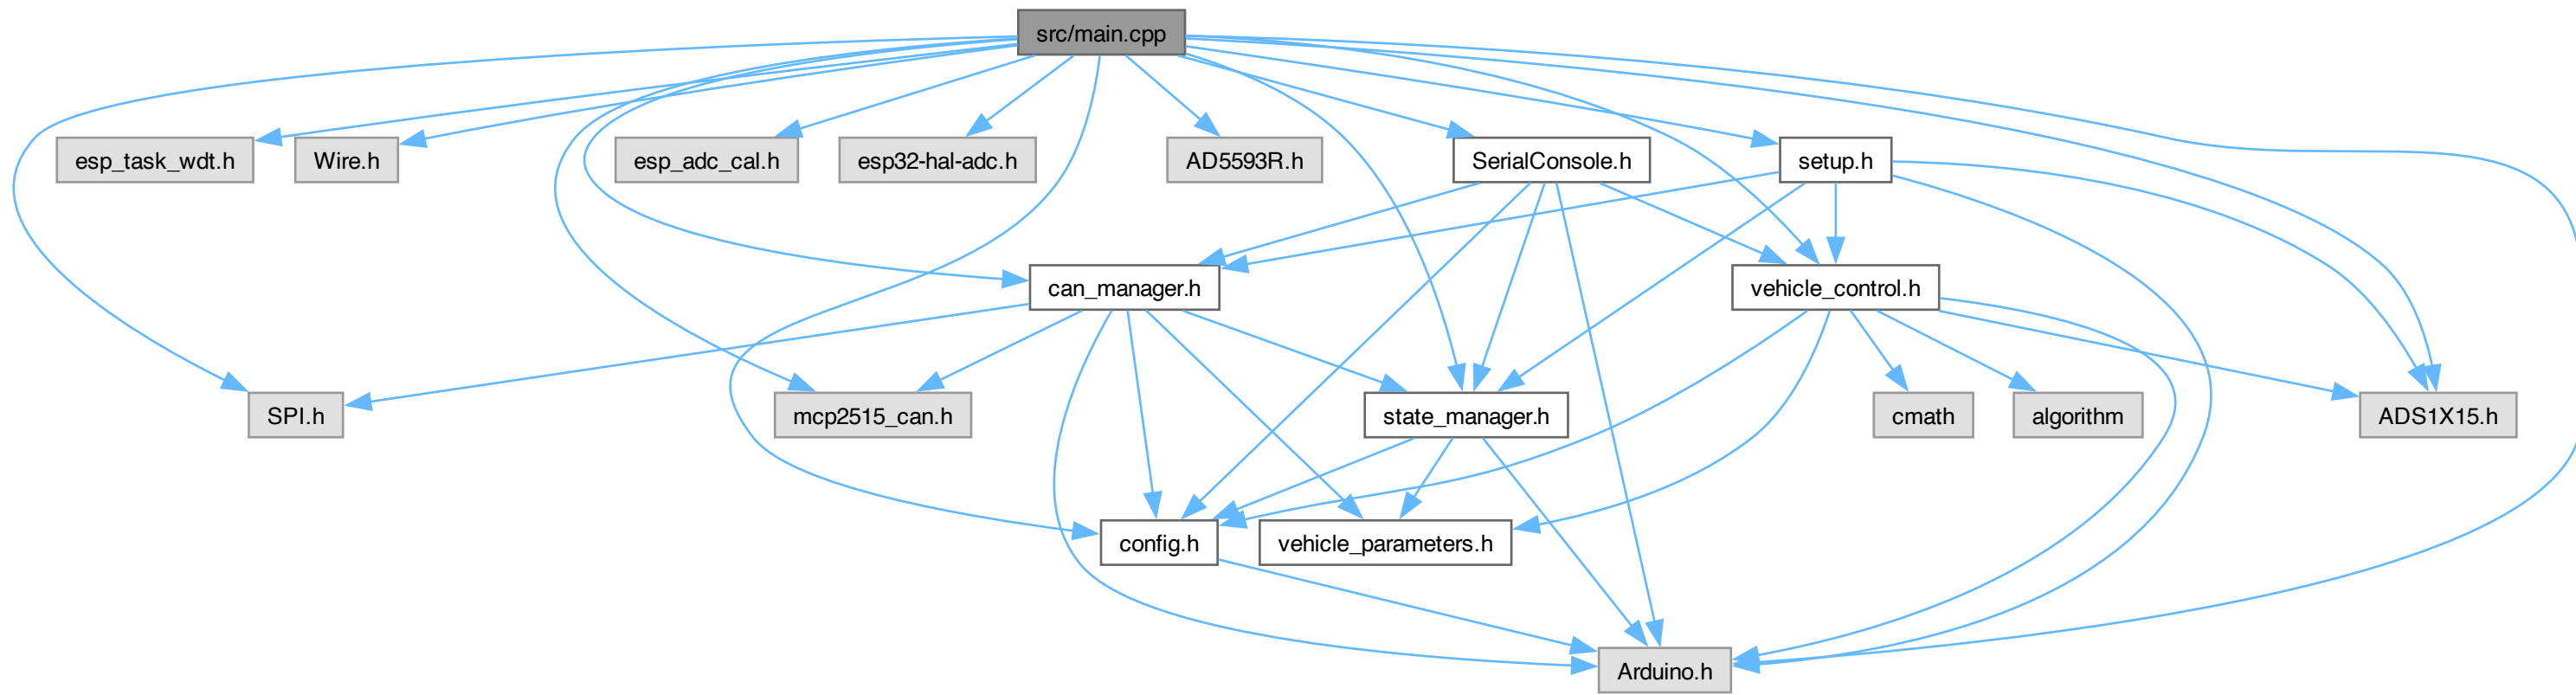 src/main.cpp
esp_task_wdt.h
Wire.h
esp_adc_cal.h
esp32-hal-adc.h
AD5593R.h
SerialConsole.h
setup.h
can_manager.h
vehicle_control.h
SPI.h
mcp2515_can.h
state_manager.h
cmath
algorithm
ADS1X15.h
config.h
vehicle_parameters.h
Arduino.h